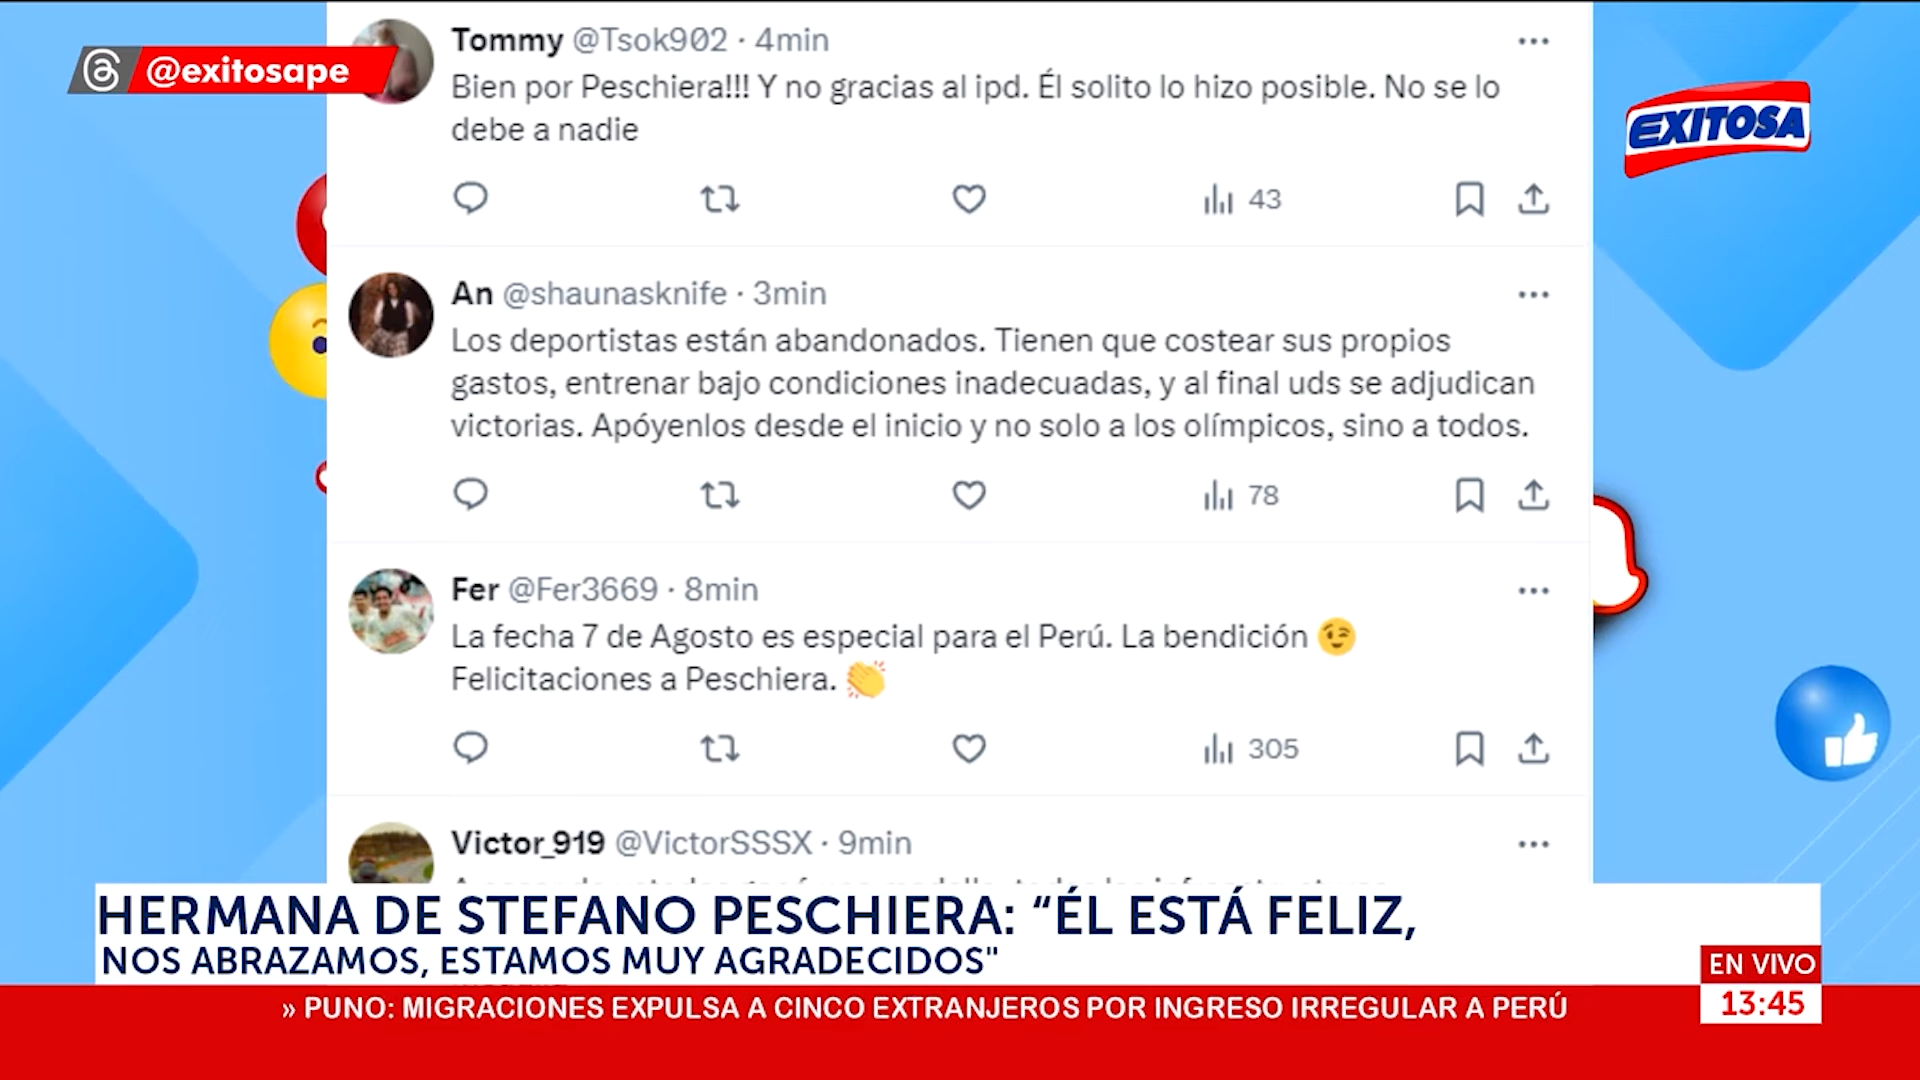 @exitosape
EXITOSA
Tommy @Tsok902 · 4min
Bien por Peschiera!!! Y no gracias al ipd. Él solito lo hizo posible. No se lo
debe a nadie
43
An @shaunasknife · 3min
Los deportistas están abandonados. Tienen que costear sus propios
gastos, entrenar bajo condiciones inadecuadas, y al final uds se adjudican
victorias. Apóyenlos desde el inicio y no solo a los olímpicos, sino a todos.
78
Fer @Fer3669 · 8min
La fecha 7 de Agosto es especial para el Perú. La bendición 😉
Felicitaciones a Peschiera. 👏
305
Victor_919 @VictorSSSX · 9min
HERMANA DE STEFANO PESCHIERA: “ÉL ESTÁ FELIZ,
NOS ABRAZAMOS, ESTAMOS MUY AGRADECIDOS"
EN VIVO
13:45
» PUNO: MIGRACIONES EXPULSA A CINCO EXTRANJEROS POR INGRESO IRREGULAR A PERÚ